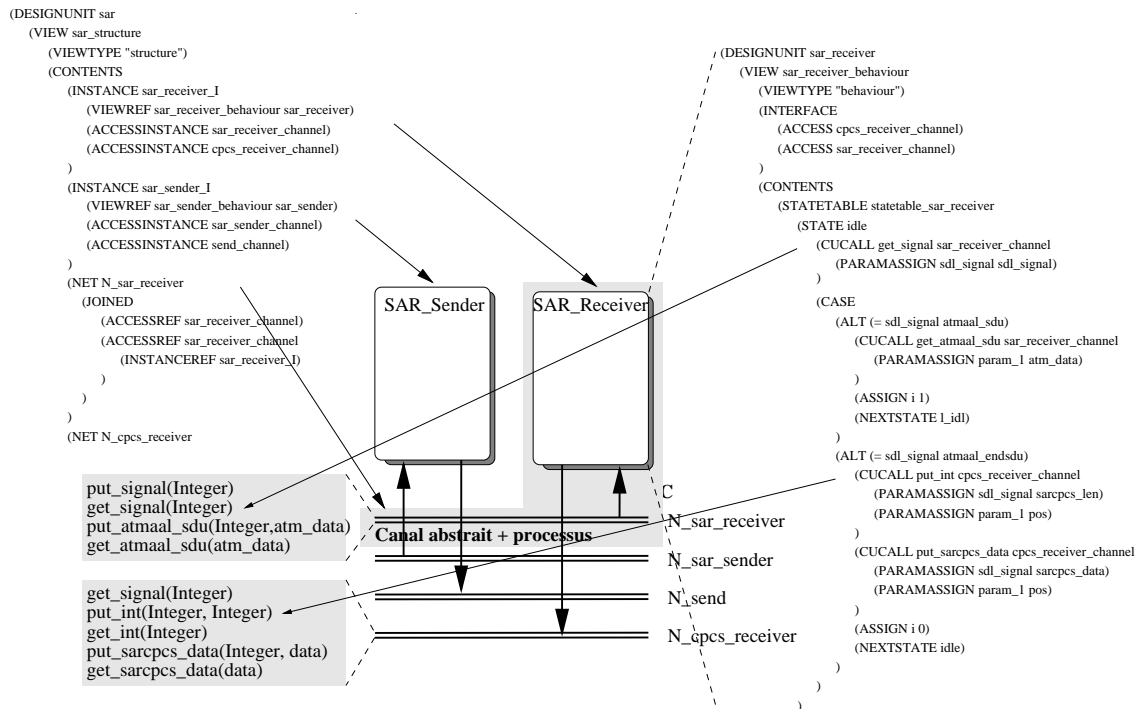 (DESIGNUNIT sar
(VIEW sar_structure
(VIEWTYPE "structure")
(CONTENTS
(INSTANCE sar_receiver_I
(VIEWREF sar_receiver_behaviour sar_receiver)
(ACCESSINSTANCE sar_receiver_channel)
(ACCESSINSTANCE cpcs_receiver_channel)
)
(INSTANCE sar_sender_I
(VIEWREF sar_sender_behaviour sar_sender)
(ACCESSINSTANCE sar_sender_channel)
(ACCESSINSTANCE send_channel)
)
(NET N_sar_receiver
(JOINED
(ACCESSREF sar_receiver_channel)
(ACCESSREF sar_receiver_channel
(INSTANCEREF sar_receiver_I)
)
)
)
(NET N_cpcs_receiver
put_signal(Integer)
get_signal(Integer)
put_atmaal_sdu(Integer,atm_data)
get_atmaal_sdu(atm_data)
get_signal(Integer)
put_int(Integer, Integer)
get_int(Integer)
put_sarcpcs_data(Integer, data)
get_sarcpcs_data(data)
SAR_Sender
SAR_Receiver
C
N_sar_receiver
Canal abstrait + processus
N_sar_sender
N_send
N_cpcs_receiver
(DESIGNUNIT sar_receiver
(VIEW sar_receiver_behaviour
(VIEWTYPE "behaviour")
(INTERFACE
(ACCESS cpcs_receiver_channel)
(ACCESS sar_receiver_channel)
)
(CONTENTS
(STATETABLE statetable_sar_receiver
(STATE idle
(CUCALL get_signal sar_receiver_channel
(PARAMASSIGN sdl_signal sdl_signal)
)
(CASE
(ALT (= sdl_signal atmaal_sdu)
(CUCALL get_atmaal_sdu sar_receiver_channel
(PARAMASSIGN param_1 atm_data)
)
(ASSIGN i 1)
(NEXTSTATE l_idl)
)
(ALT (= sdl_signal atmaal_endsdu)
(CUCALL put_int cpcs_receiver_channel
(PARAMASSIGN sdl_signal sarcpcs_len)
(PARAMASSIGN param_1 pos)
)
(CUCALL put_sarcpcs_data cpcs_receiver_channel
(PARAMASSIGN sdl_signal sarcpcs_data)
(PARAMASSIGN param_1 pos)
)
(ASSIGN i 0)
(NEXTSTATE idle)
)
)
)